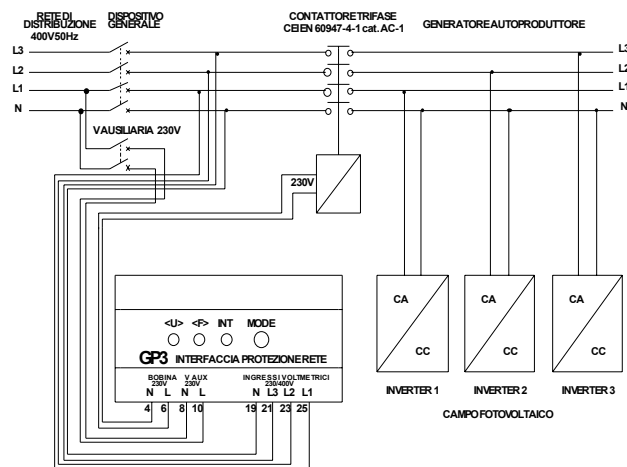 RETE DI
DISTRIBUZIONE
400V50Hz
DISPOSITIVO
GENERALE
CONTATTORE TRIFASE
CEI EN 60947-4-1 cat. AC-1
GENERATORE AUTOPRODUTTORE
L3
L3
L2
L2
L1
L1
N
N
V AUSILIARIA 230V
230V
<U>
<F>
INT
MODE
GP3 INTERFACCIA PROTEZIONE RETE
BOBINA
230V
V AUX
230V
INGRESSI VOLTMETRICI
230/400V
N L N L N L3 L2 L1
4 6 8 10 19 21 23 25
CA
CC
CA
CC
CA
CC
INVERTER 1
INVERTER 2
INVERTER 3
CAMPO FOTOVOLTAICO